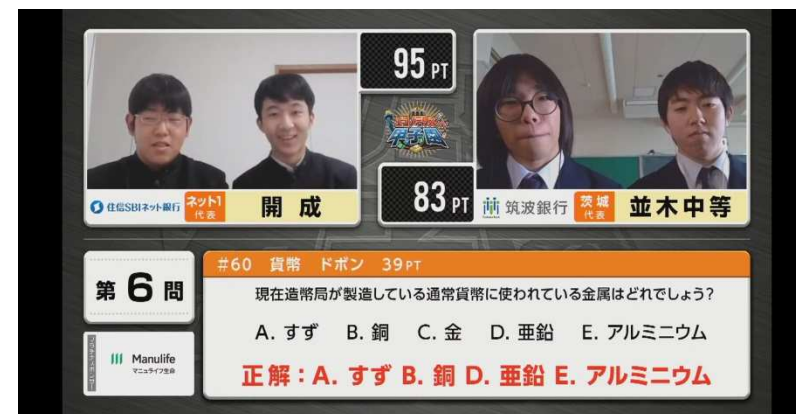 95 PT
甲子園
83 PT
住信SBIネット銀行
ネット1
代表
開成
筑波銀行
茨城
代表
並木中等
第6問
#60 貨幣 ドボン 39PT
現在造幣局が製造している通常貨幣に使われている金属はどれでしょう?
A. すず B. 銅 C. 金 D. 亜鉛 E. アルミニウム
Manulife
マニュライフ生命
正解:A. すず B. 銅 D. 亜鉛 E. アルミニウム